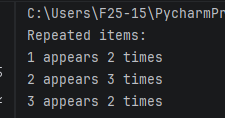 C:\Users\F25-15\PycharmPr
Repeated items:
1 appears 2 times
2 appears 3 times
3 appears 2 times